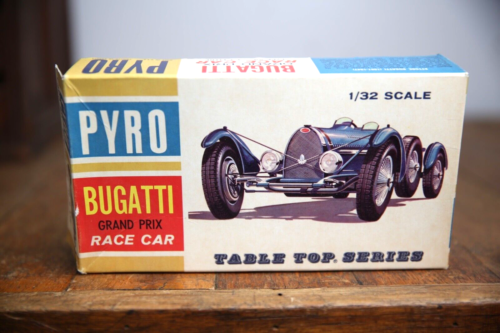 PYRO
BUGATTI
1/32 SCALE
PYRO
BUGATTI
GRAND PRIX
RACE CAR
TABLE TOP SERIES